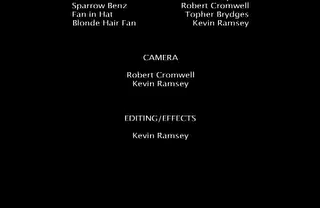 Sparrow Benz Robert Cromwell
Fan in Hat Topher Brydges
Blonde Hair Fan Kevin Ramsey
CAMERA
Robert Cromwell
Kevin Ramsey
EDITING/EFFECTS
Kevin Ramsey